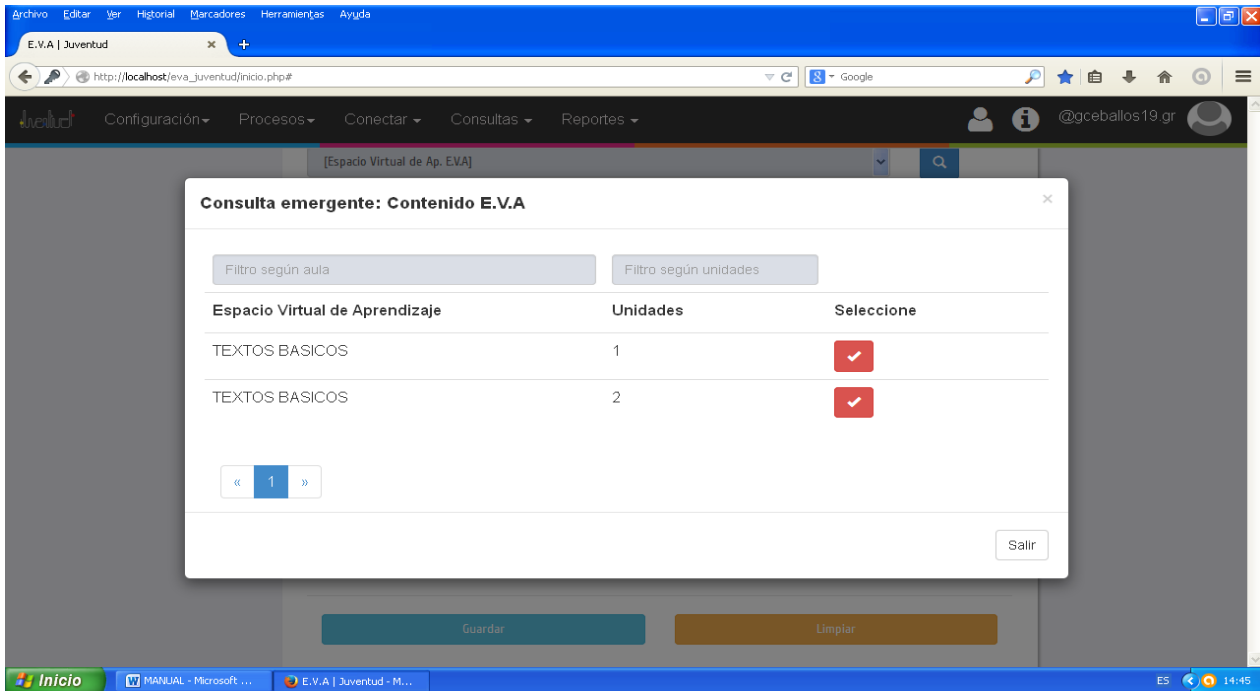 Archivo Editar Ver Historial Marcadores Herramientas Ayuda
E.V.A | Juventud
http://localhost/eva_juventud/inicio.php#
Google
Juventud Configuración Procesos Conectar Consultas Reportes @gceballos19.gr
[Espacio Virtual de Ap. E.V.A]
Consulta emergente: Contenido E.V.A ×
Filtro según aula Filtro según unidades
Espacio Virtual de Aprendizaje Unidades Seleccione
TEXTOS BASICOS 1
TEXTOS BASICOS 2
« 1 »
Salir
Guardar Limpiar
Inicio MANUAL - Microsoft ... E.V.A | Juventud - M... ES 14:45